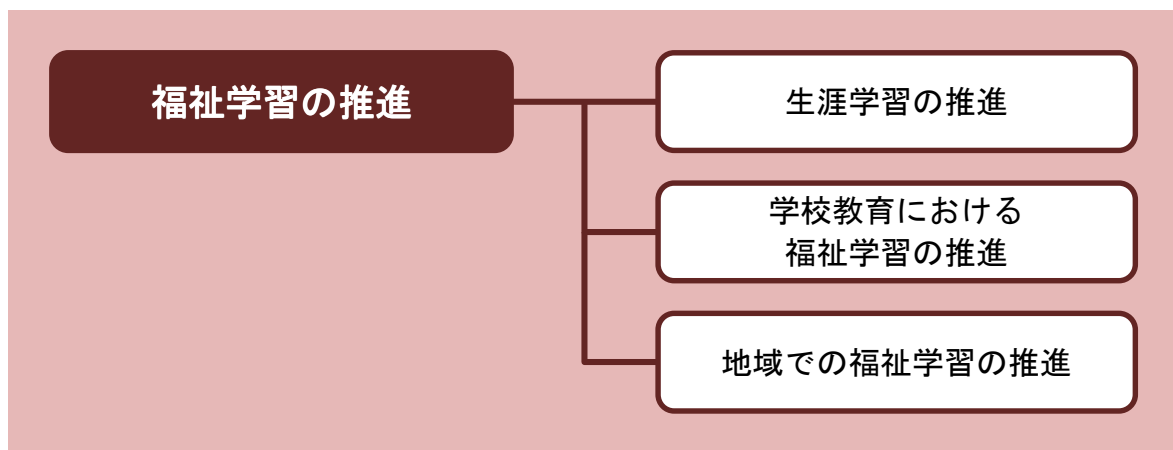 福祉学習の推進
生涯学習の推進
学校教育における
福祉学習の推進
地域での福祉学習の推進